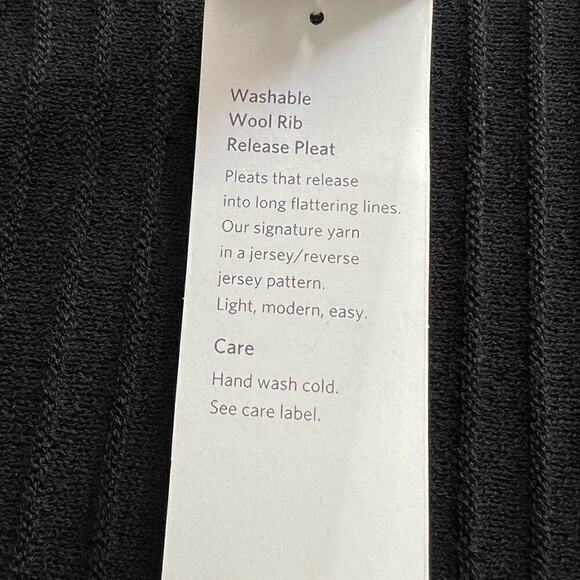 Washable
Wool Rib
Release Pleat
Pleats that release
into long flattering lines.
Our signature yarn
in a jersey/reverse
jersey pattern.
Light, modern, easy.
Care
Hand wash cold.
See care label.